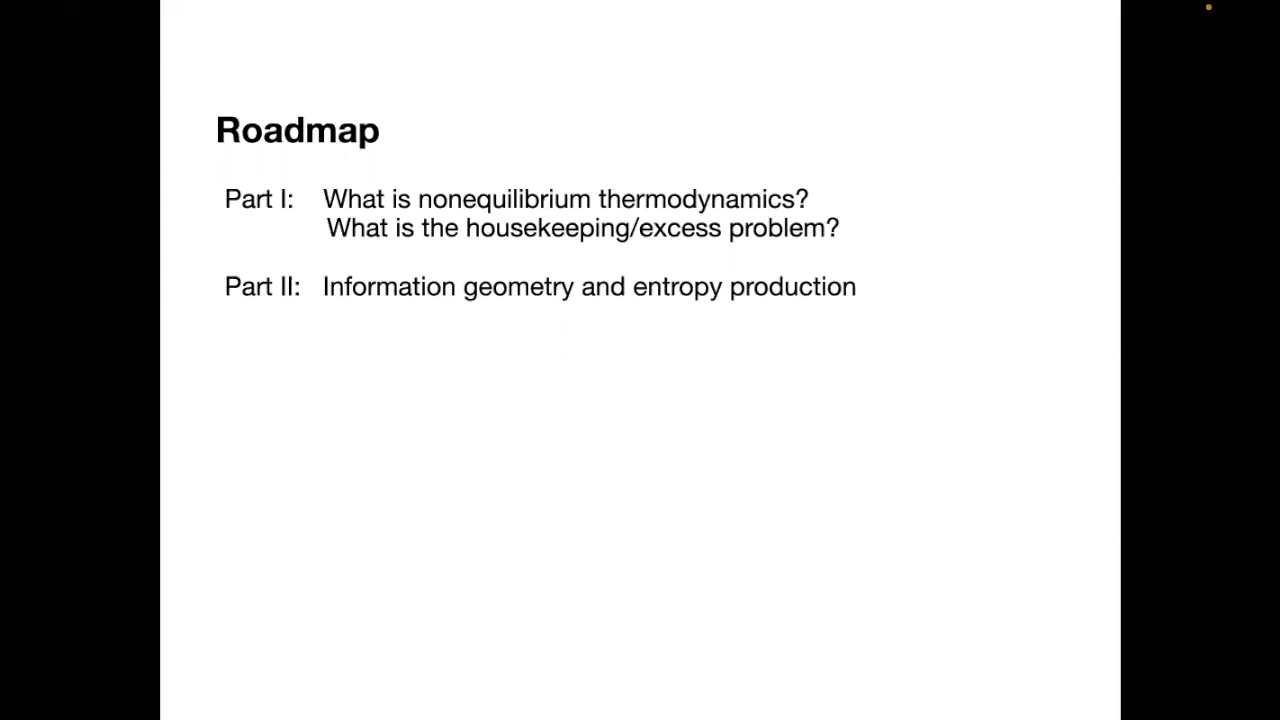 Roadmap
Part I: What is nonequilibrium thermodynamics?
What is the housekeeping/excess problem?
Part II: Information geometry and entropy production